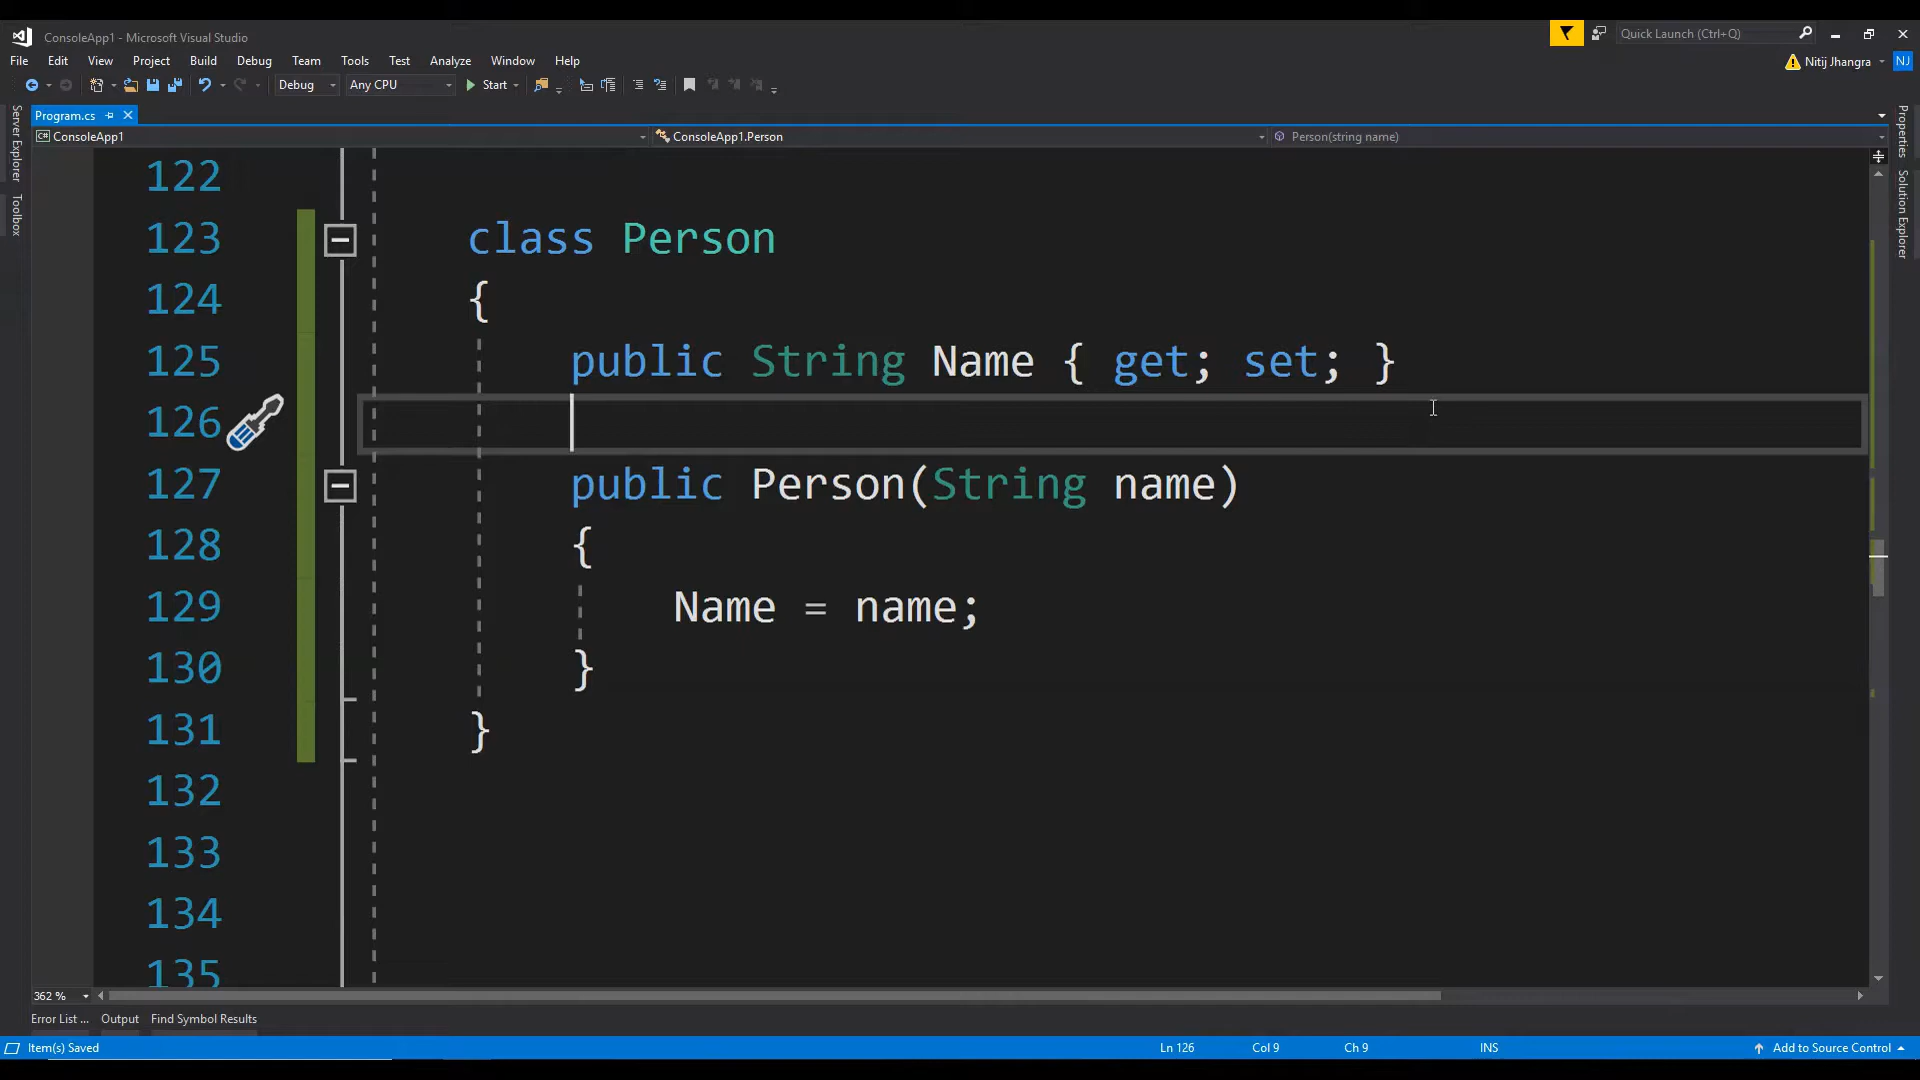 ConsoleApp1 - Microsoft Visual Studio
Quick Launch (Ctrl+Q)
File Edit View Project Build Debug Team Tools Test Analyze Window Help
Nitij Jhangra NJ
Debug Any CPU Start
Program.cs
ConsoleApp1 ConsoleApp1.Person Person(string name)
Server Explorer
Toolbox
Properties
Solution Explorer
122
123 class Person
124 {
125 public String Name { get; set; }
126
127 public Person(String name)
128 {
129 Name = name;
130 }
131 }
132
133
134
135
362 %
Error List ... Output Find Symbol Results
Item(s) Saved Ln 126 Col 9 Ch 9 INS Add to Source Control